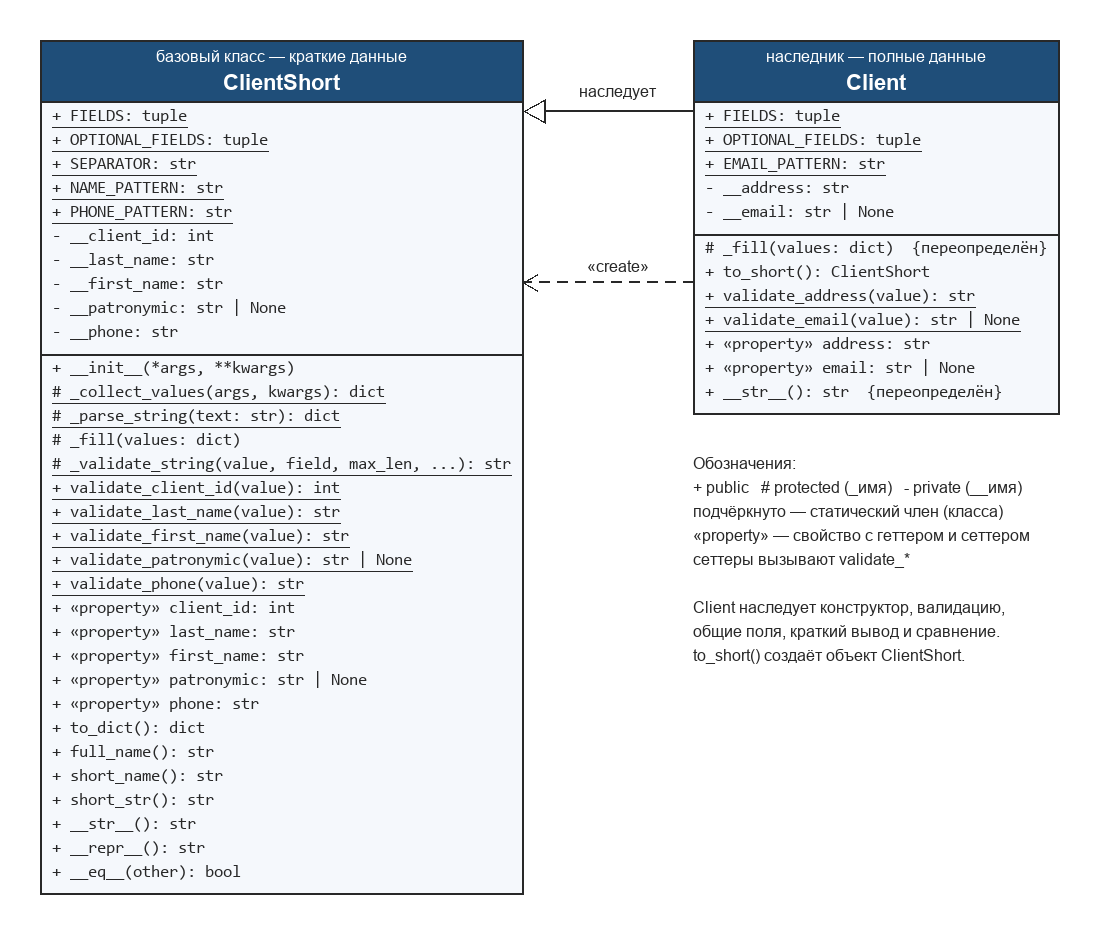 базовый класс — краткие данные
ClientShort
+ FIELDS: tuple
+ OPTIONAL_FIELDS: tuple
+ SEPARATOR: str
+ NAME_PATTERN: str
+ PHONE_PATTERN: str
- __client_id: int
- __last_name: str
- __first_name: str
- __patronymic: str | None
- __phone: str
+ __init__(*args, **kwargs)
# _collect_values(args, kwargs): dict
# _parse_string(text: str): dict
# _fill(values: dict)
# _validate_string(value, field, max_len, ...): str
+ validate_client_id(value): int
+ validate_last_name(value): str
+ validate_first_name(value): str
+ validate_patronymic(value): str | None
+ validate_phone(value): str
+ «property» client_id: int
+ «property» last_name: str
+ «property» first_name: str
+ «property» patronymic: str | None
+ «property» phone: str
+ to_dict(): dict
+ full_name(): str
+ short_name(): str
+ short_str(): str
+ __str__(): str
+ __repr__(): str
+ __eq__(other): bool
наследует
«create»
наследник — полные данные
Client
+ FIELDS: tuple
+ OPTIONAL_FIELDS: tuple
+ EMAIL_PATTERN: str
- __address: str
- __email: str | None
# _fill(values: dict)  {переопределён}
+ to_short(): ClientShort
+ validate_address(value): str
+ validate_email(value): str | None
+ «property» address: str
+ «property» email: str | None
+ __str__(): str  {переопределён}
Обозначения:
+ public   # protected (_имя)   - private (__имя)
подчёркнуто — статический член (класса)
«property» — свойство с геттером и сеттером
сеттеры вызывают validate_*
Client наследует конструктор, валидацию,
общие поля, краткий вывод и сравнение.
to_short() создаёт объект ClientShort.